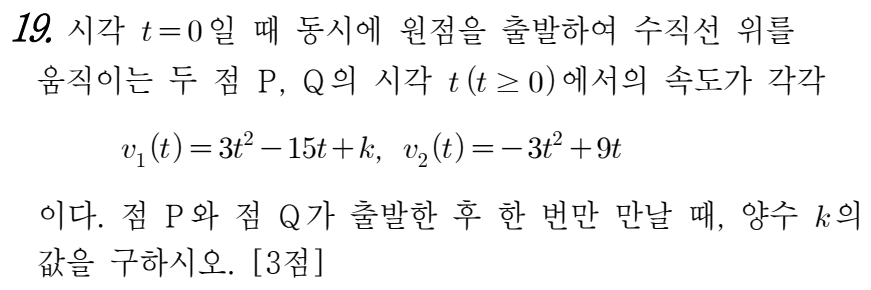 19. 시각 t=0일 때 동시에 원점을 출발하여 수직선 위를
움직이는 두 점 P, Q의 시각 t(t≥0)에서의 속도가 각각
v₁(t)=3t²-15t+k, v₂(t)=-3t²+9t
이다. 점 P와 점 Q가 출발한 후 한 번만 만날 때, 양수 k의
값을 구하시오. [3점]